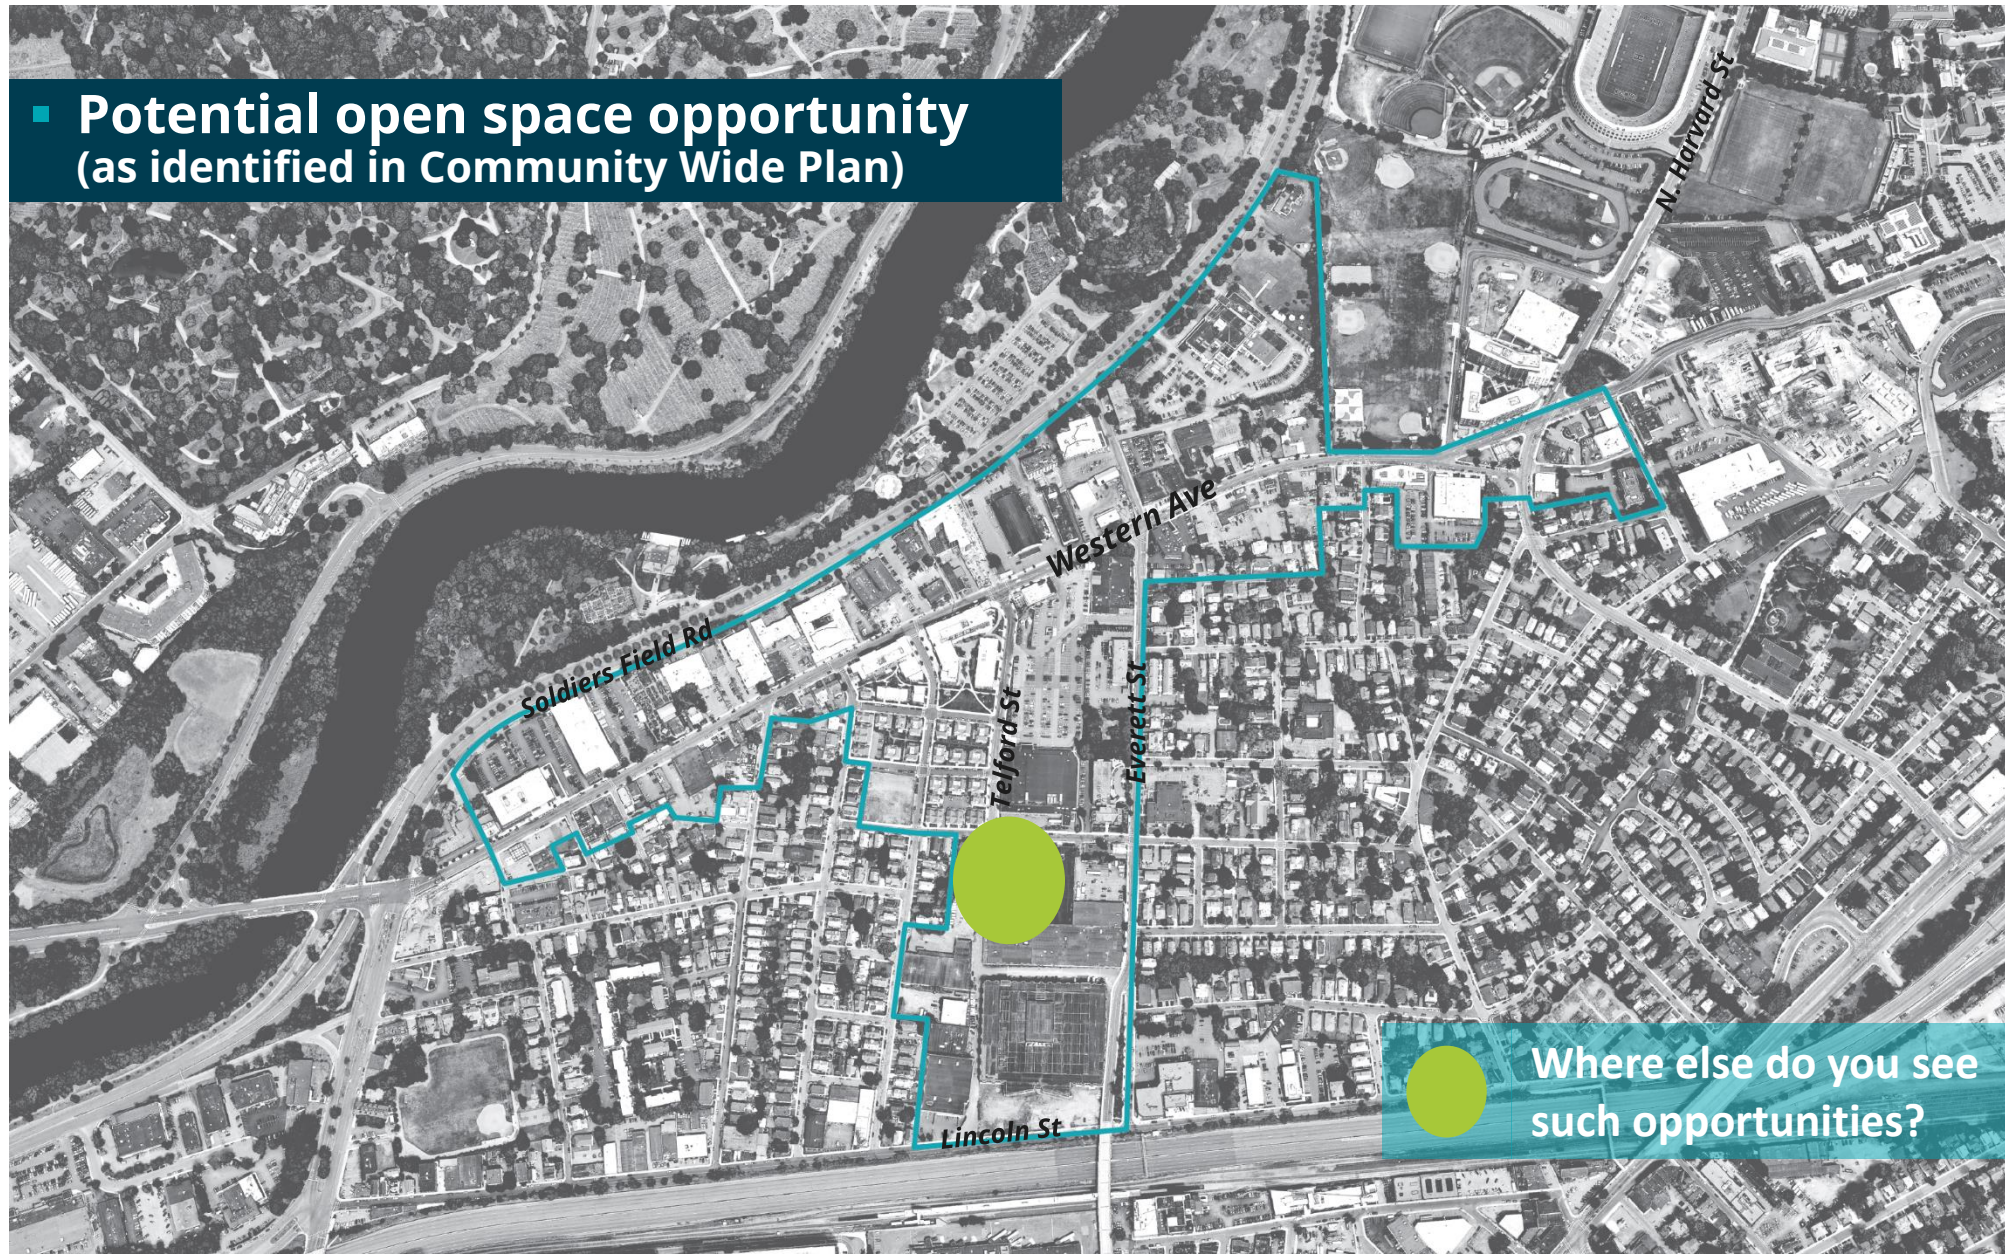 Potential open space opportunity
(as identified in Community Wide Plan)
N. Harvard St
Western Ave
Soldiers Field Rd
Telford St
Everett St
Lincoln St
Where else do you see
such opportunities?